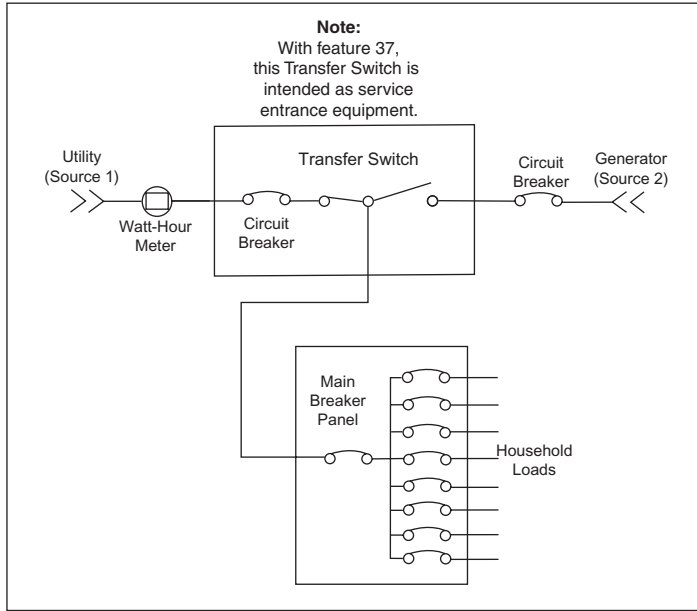 Note:
With feature 37,
this Transfer Switch is
intended as service
entrance equipment.
Utility
(Source 1)
Watt-Hour
Meter
Transfer Switch
Circuit
Breaker
Circuit
Breaker
Generator
(Source 2)
Main
Breaker
Panel
Household
Loads